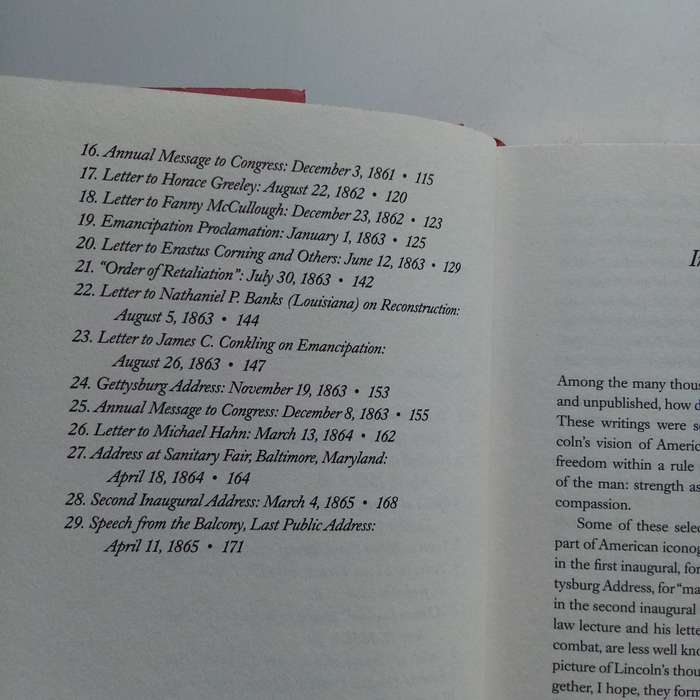 16. Annual Message to Congress: December 3, 1861 • 115
17. Letter to Horace Greeley: August 22, 1862 • 120
18. Letter to Fanny McCullough: December 23, 1862 • 123
19. Emancipation Proclamation: January 1, 1863 • 125
20. Letter to Erastus Corning and Others: June 12, 1863 • 129
21. "Order of Retaliation": July 30, 1863 • 142
22. Letter to Nathaniel P. Banks (Louisiana) on Reconstruction:
August 5, 1863 • 144
23. Letter to James C. Conkling on Emancipation:
August 26, 1863 • 147
24. Gettysburg Address: November 19, 1863 • 153
25. Annual Message to Congress: December 8, 1863 • 155
26. Letter to Michael Hahn: March 13, 1864 • 162
27. Address at Sanitary Fair, Baltimore, Maryland:
April 18, 1864 • 164
28. Second Inaugural Address: March 4, 1865 • 168
29. Speech from the Balcony, Last Public Address:
April 11, 1865 • 171
Among the many
and unpublished, how
These writings were
coln's vision of
freedom within a rule
of the man: strength as
compassion.
Some of these
part of American
in the first inaugural,
tysburg Address, for "ma
in the second inaugural
law lecture and his
combat, are less well
picture of Lincoln's
gether, I hope, they